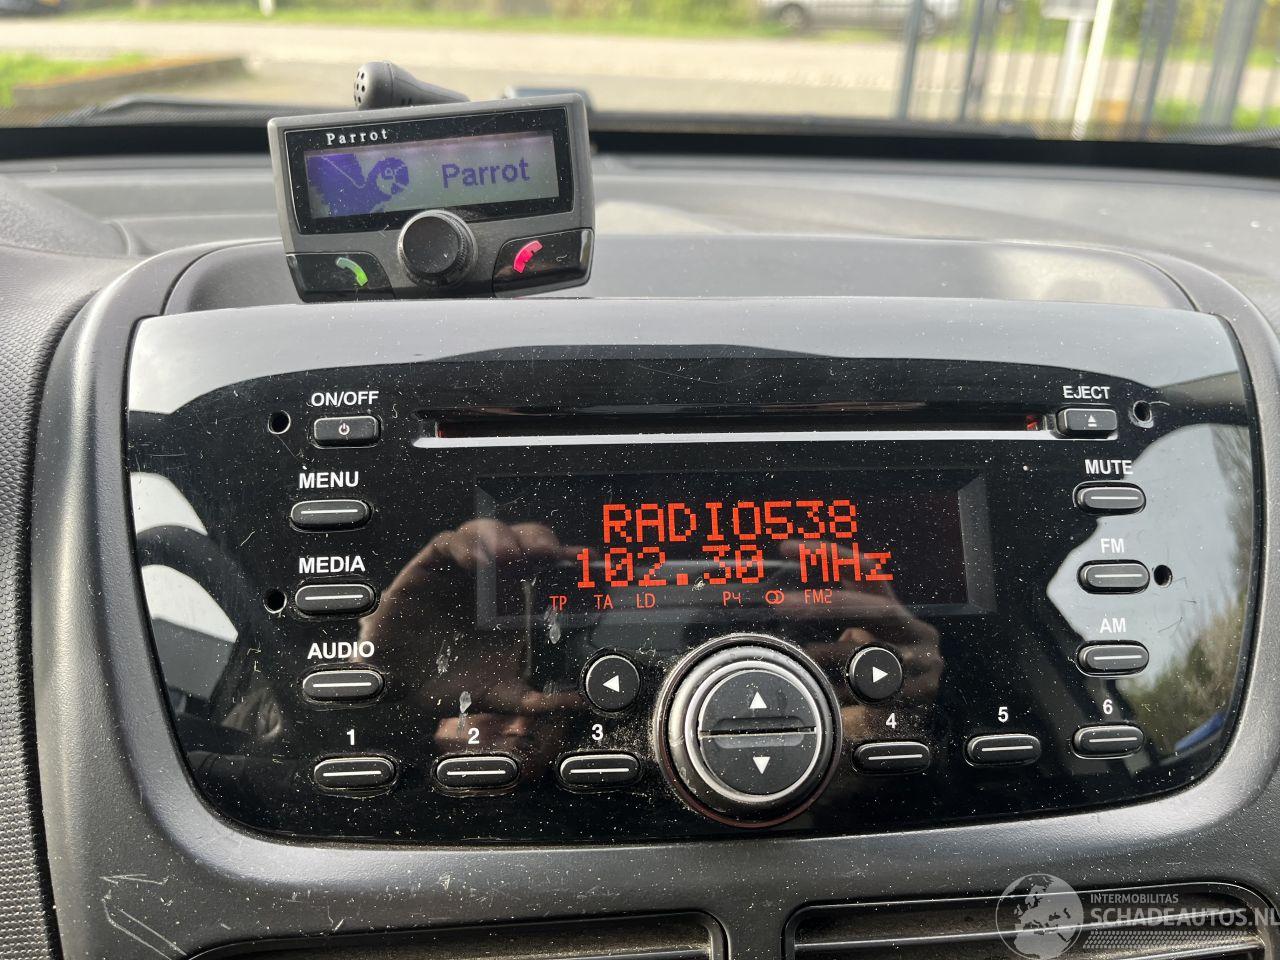 Parrot
Parrot
ON/OFF
EJECT
MENU
MUTE
RADIO538
102.30 MHz
TP TA LD P4 FM2
MEDIA
FM
AUDIO
AM
1 2 3 4 5 6
INTERMOBILITAS
SCHADEAUTOS.NL